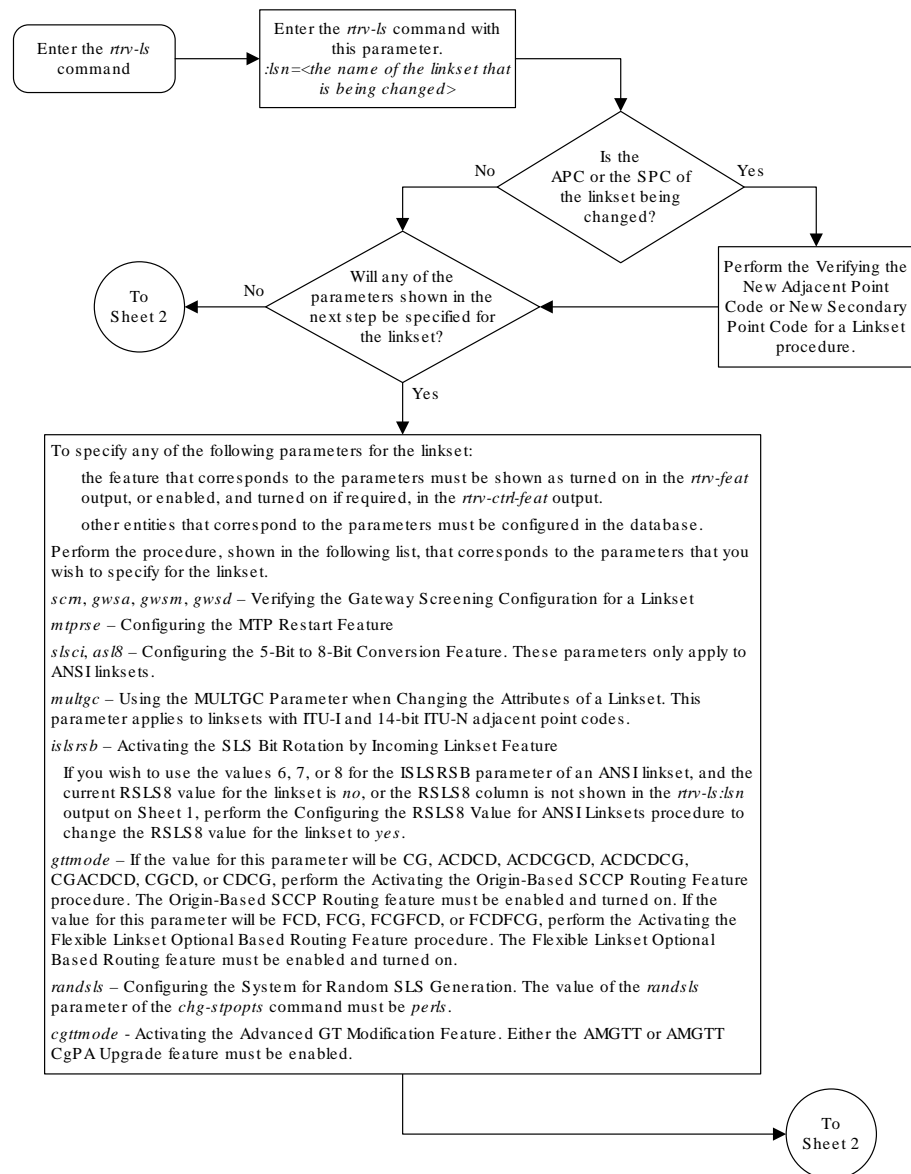 Enter the rtrv-ls
command
Enter the rtrv-ls command with
this parameter.
:lsn=<the name of the linkset that
is being changed>
Is the
APC or the SPC of
the linkset being
changed?
No
Yes
Perform the Verifying the
New Adjacent Point
Code or New Secondary
Point Code for a Linkset
procedure.
Will any of the
parameters shown in the
next step be specified for
the linkset?
No
To
Sheet 2
Yes
To specify any of the following parameters for the linkset:
the feature that corresponds to the parameters must be shown as turned on in the rtrv-feat
output, or enabled, and turned on if required, in the rtrv-ctrl-feat output.
other entities that correspond to the parameters must be configured in the database.
Perform the procedure, shown in the following list, that corresponds to the parameters that you
wish to specify for the linkset.
scrn, gwsa, gwsm, gwsd – Verifying the Gateway Screening Configuration for a Linkset
mtprse – Configuring the MTP Restart Feature
slsci, asl8 – Configuring the 5-Bit to 8-Bit Conversion Feature. These parameters only apply to
ANSI linksets.
multgc – Using the MULTGC Parameter when Changing the Attributes of a Linkset. This
parameter applies to linksets with ITU-I and 14-bit ITU-N adjacent point codes.
islsrsb – Activating the SLS Bit Rotation by Incoming Linkset Feature
If you wish to use the values 6, 7, or 8 for the ISLSRSB parameter of an ANSI linkset, and the
current RSLS8 value for the linkset is no, or the RSLS8 column is not shown in the rtrv-ls:lsn
output on Sheet 1, perform the Configuring the RSLS8 Value for ANSI Linksets procedure to
change the RSLS8 value for the linkset to yes.
gttmode – If the value for this parameter will be CG, ACDCD, ACDCGCD, ACDCDCG,
CGACDCD, CGCD, or CDCG, perform the Activating the Origin-Based SCCP Routing Feature
procedure. The Origin-Based SCCP Routing feature must be enabled and turned on. If the
value for this parameter will be FCD, FCG, FCGFCD, or FCDFCG, perform the Activating the
Flexible Linkset Optional Based Routing Feature procedure. The Flexible Linkset Optional
Based Routing feature must be enabled and turned on.
randsls – Configuring the System for Random SLS Generation. The value of the randsls
parameter of the chg-stpopts command must be perls.
cgttmode - Activating the Advanced GT Modification Feature. Either the AMGTT or AMGTT
CgPA Upgrade feature must be enabled.
To
Sheet 2